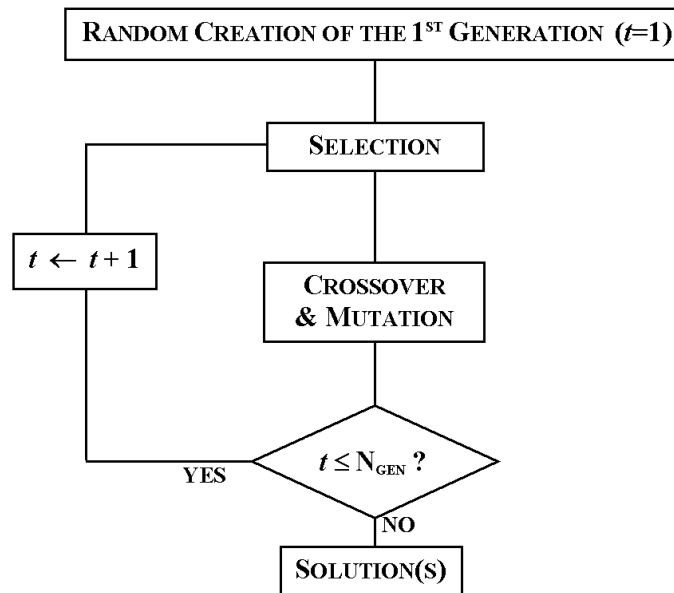 RANDOM CREATION OF THE 1ST GENERATION (t=1)
SELECTION
t ← t + 1
CROSSOVER
& MUTATION
t ≤ NGEN ?
YES
NO
SOLUTION(S)